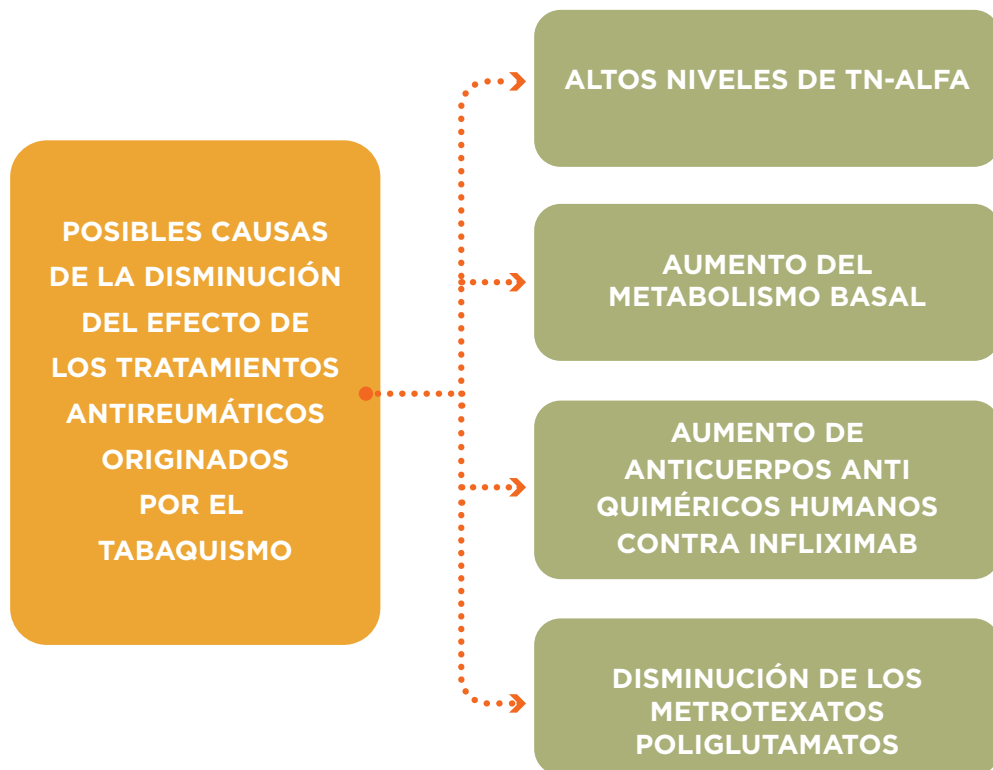 POSIBLES CAUSAS
DE LA DISMINUCIÓN
DEL EFECTO DE
LOS TRATAMIENTOS
ANTIREUMÁTICOS
ORIGINADOS
POR EL
TABAQUISMO
ALTOS NIVELES DE TN-ALFA
AUMENTO DEL
METABOLISMO BASAL
AUMENTO DE
ANTICUERPOS ANTI
QUIMÉRICOS HUMANOS
CONTRA INFLIXIMAB
DISMINUCIÓN DE LOS
METROTEXATOS
POLIGLUTAMATOS